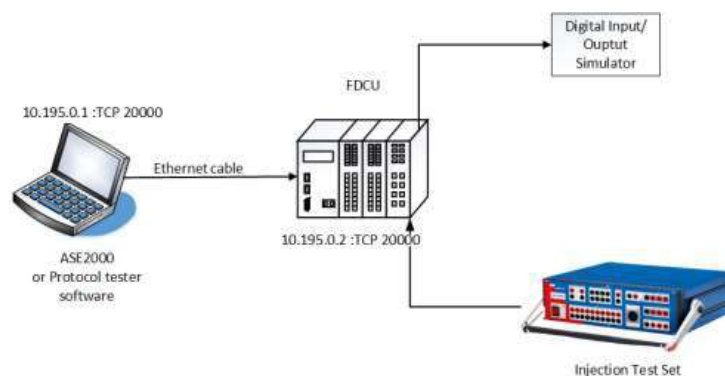 Digital Input/
Ouptut
Simulator
FDCU
10.195.0.1 :TCP 20000
Ethernet cable
10.195.0.2 :TCP 20000
ASE2000
or Protocol tester
software
Injection Test Set